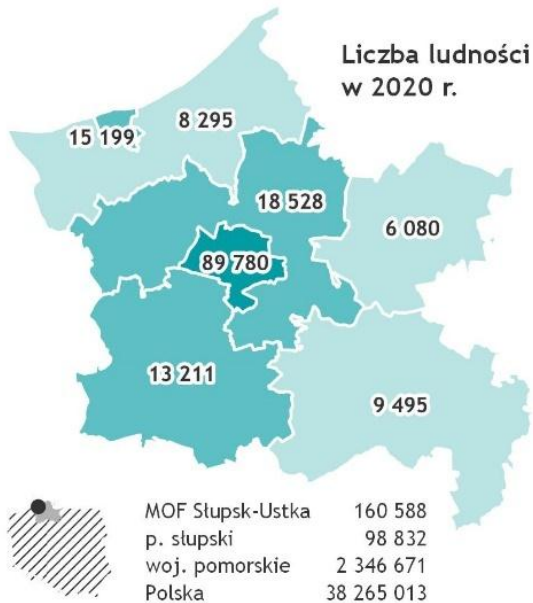 Liczba ludności
w 2020 r.
8 295
15 199
18 528
6 080
89 780
13 211
9 495
MOF Słupsk-Ustka 160 588
p. słupski 98 832
woj. pomorskie 2 346 671
Polska 38 265 013